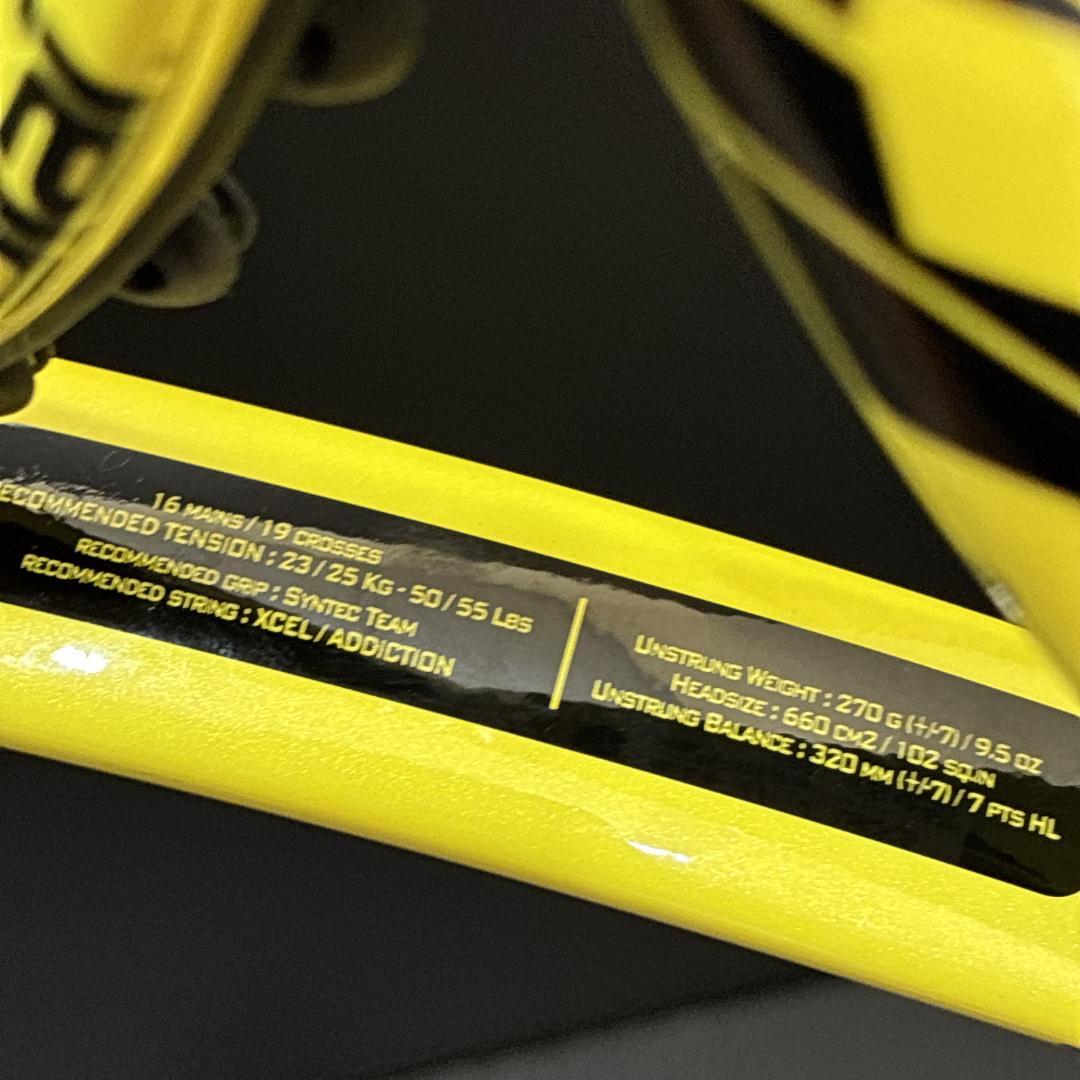 16 MAINS / 19 CROSSES
ECOMMENDED TENSION : 23 / 25 KG - 50 / 55 LBS
RECOMMENDED GRIP : SYNTEC TEAM
RECOMMENDED STRING : XCEL / ADDICTION
UNSTRUNG WEIGHT : 270 G (+/-7) / 9.5 OZ
HEADSIZE : 660 CM2 / 102 SQ.IN
UNSTRUNG BALANCE : 320 MM (+/-7) / 7 PTS HL